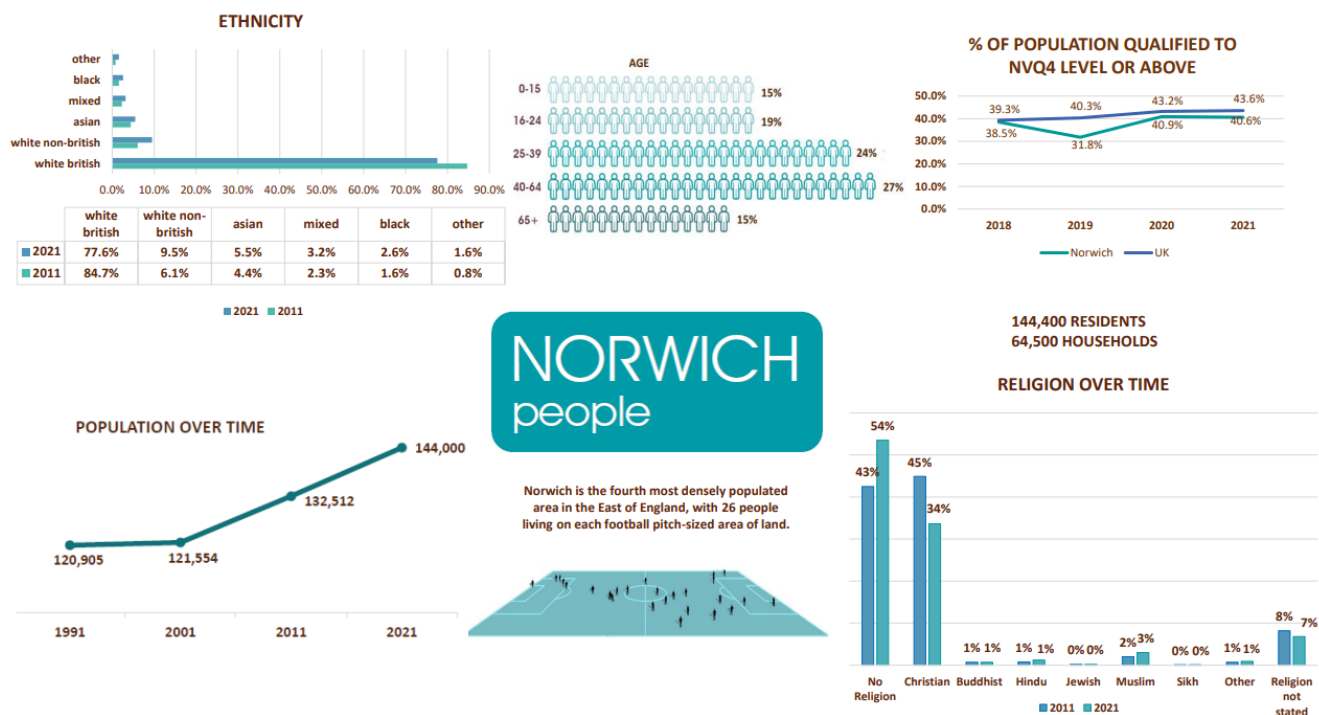 ETHNICITY
other
black
mixed
asian
white non-british
white british
0.0% 10.0% 20.0% 30.0% 40.0% 50.0% 60.0% 70.0% 80.0% 90.0%
white british white non-british asian mixed black other
2021 77.6% 9.5% 5.5% 3.2% 2.6% 1.6%
2011 84.7% 6.1% 4.4% 2.3% 1.6% 0.8%
2021 2011
AGE
0-15 15%
16-24 19%
25-39 24%
40-64 27%
65+ 15%
% OF POPULATION QUALIFIED TO
NVQ4 LEVEL OR ABOVE
50.0%
40.0%
30.0%
20.0%
10.0%
0.0%
39.3% 40.3% 43.2% 43.6%
38.5% 31.8% 40.9% 40.6%
2018 2019 2020 2021
Norwich UK
POPULATION OVER TIME
120,905
121,554
132,512
144,000
1991 2001 2011 2021
NORWICH
people
Norwich is the fourth most densely populated
area in the East of England, with 26 people
living on each football pitch-sized area of land.
144,400 RESIDENTS
64,500 HOUSEHOLDS
RELIGION OVER TIME
43% 54%
45% 34%
1% 1%
1% 1%
0% 0%
2% 3%
0% 0%
1% 1%
8% 7%
No
Religion
Christian
Buddhist
Hindu
Jewish
Muslim
Sikh
Other
Religion
not
stated
2011 2021